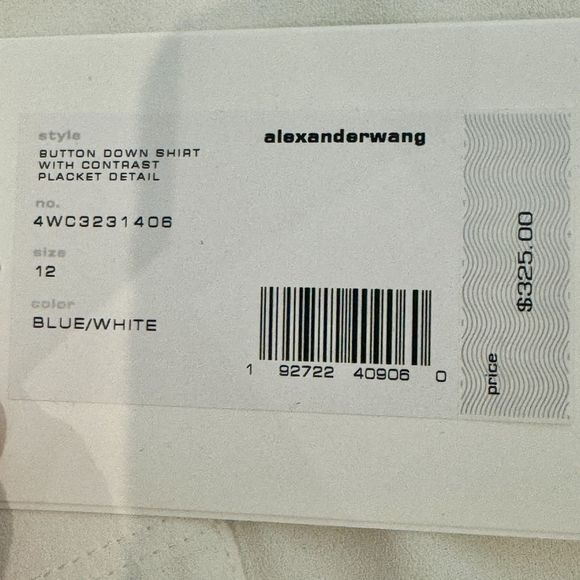 style
BUTTON DOWN SHIRT
WITH CONTRAST
PLACKET DETAIL
no.
4WC3231406
size
12
color
BLUE/WHITE
alexanderwang
1 92722 40906 0
price $325.00